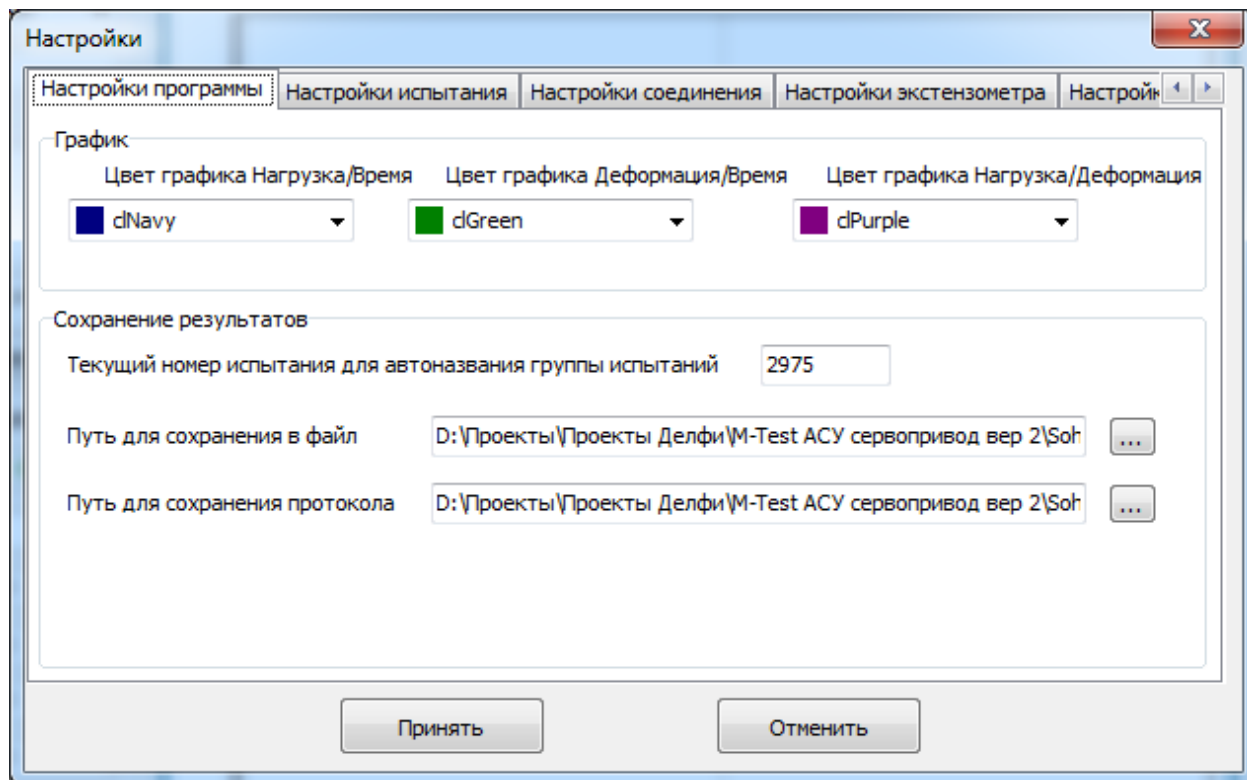 Настройки
Настройки программы Настройки испытания Настройки соединения Настройки экстензометра Настройк
График
Цвет графика Нагрузка/Время Цвет графика Деформация/Время Цвет графика Нагрузка/Деформация
clNavy clGreen clPurple
Сохранение результатов
Текущий номер испытания для автоназвания группы испытаний 2975
Путь для сохранения в файл D:\Проекты\Проекты Делфи\M-Test АСУ сервопривод вер 2\Soh ...
Путь для сохранения протокола D:\Проекты\Проекты Делфи\M-Test АСУ сервопривод вер 2\Soh ...
Принять Отменить